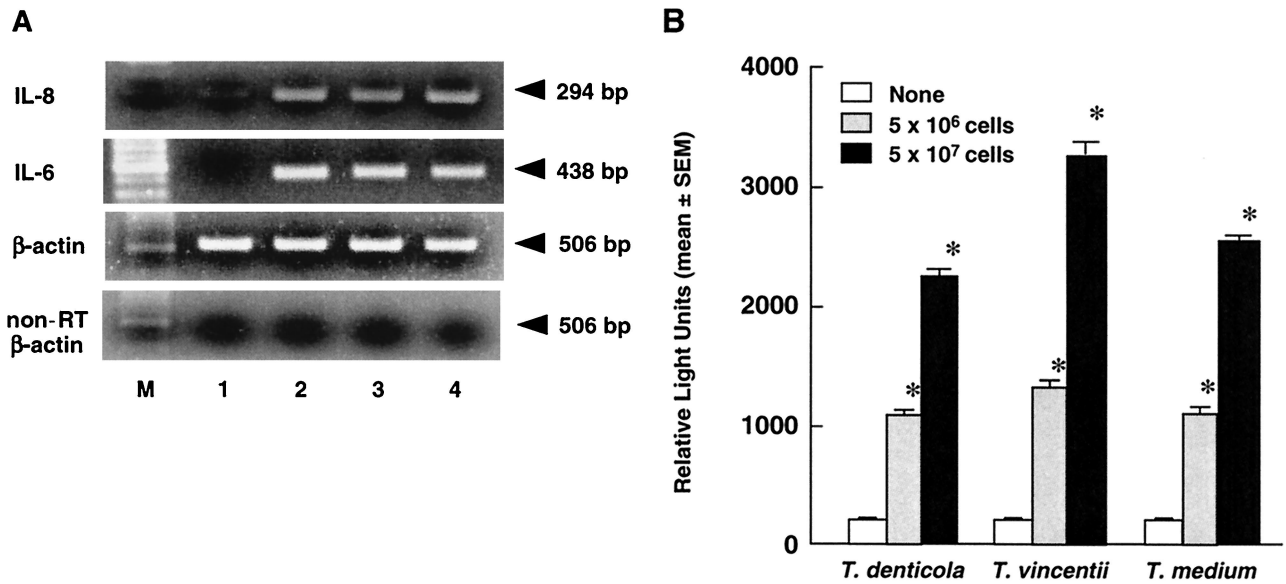 A
IL-8
294 bp
IL-6
438 bp
β-actin
506 bp
non-RT
β-actin
506 bp
M 1 2 3 4
B
Relative Light Units (mean ± SEM)
4000
3000
2000
1000
0
None
5 x 10⁶ cells
5 x 10⁷ cells
*
*
*
*
*
*
T. denticola T. vincentii T. medium